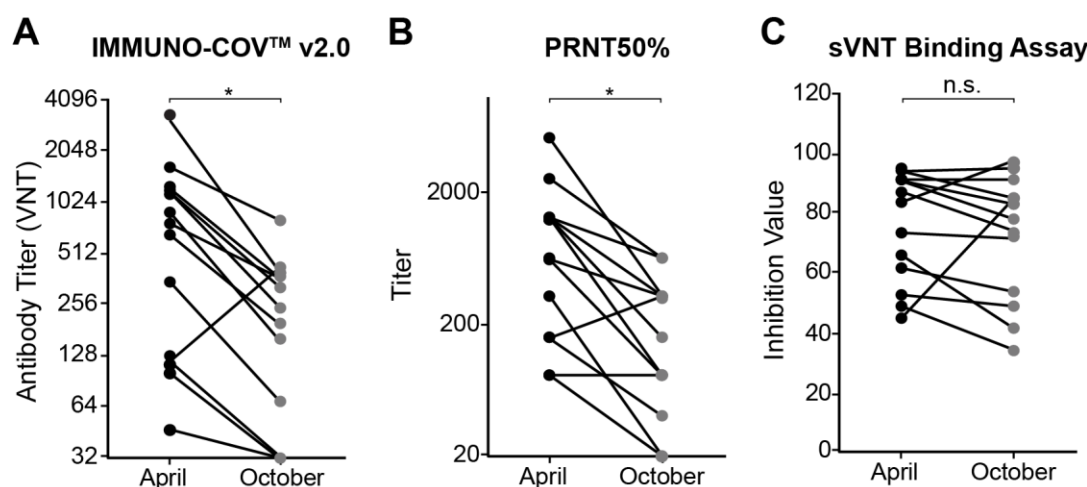 A
IMMUNO-COV™ v2.0
*
Antibody Titer (VNT)
4096
2048
1024
512
256
128
64
32
April
October
B
PRNT50%
*
Titer
2000
200
20
April
October
C
sVNT Binding Assay
n.s.
Inhibition Value
120
100
80
60
40
20
0
April
October